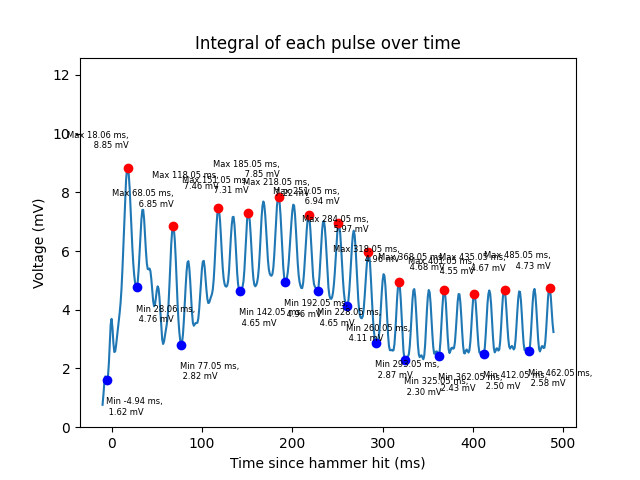 Integral of each pulse over time
Voltage (mV)
12
10
8
6
4
2
0
Max 18.06 ms,
8.85 mV
Max 68.05 ms,
6.85 mV
Max 118.05 ms,
7.46 mV
Max 151.05 ms,
7.31 mV
Max 185.05 ms,
7.85 mV
Max 218.05 ms,
7.22 mV
Max 251.05 ms,
6.94 mV
Max 284.05 ms,
5.97 mV
Max 318.05 ms,
4.96 mV
Max 368.05 ms,
4.68 mV
Max 401.05 ms,
4.55 mV
Max 435.05 ms,
4.67 mV
Max 485.05 ms,
4.73 mV
Min -4.94 ms,
1.62 mV
Min 28.06 ms,
4.76 mV
Min 77.05 ms,
2.82 mV
Min 142.05 ms,
4.65 mV
Min 192.05 ms,
4.96 mV
Min 228.05 ms,
4.65 mV
Min 260.05 ms,
4.11 mV
Min 293.05 ms,
2.87 mV
Min 325.05 ms,
2.30 mV
Min 362.05 ms,
2.43 mV
Min 412.05 ms,
2.50 mV
Min 462.05 ms,
2.58 mV
0
100
200
300
400
500
Time since hammer hit (ms)